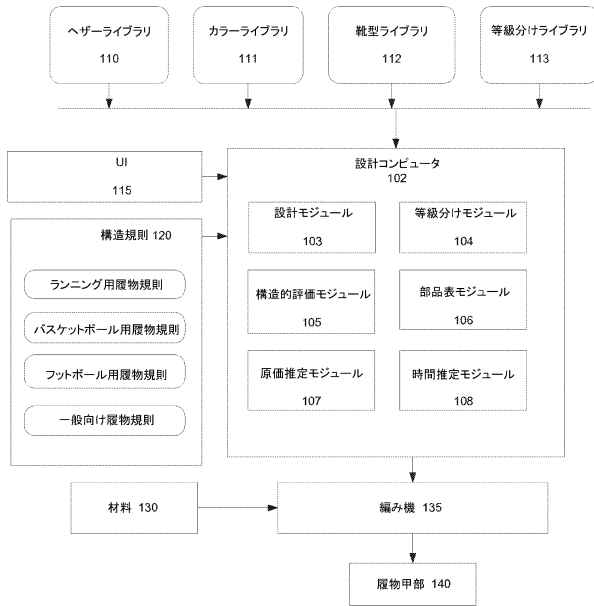 ヘザーライブラリ
110
カラーライブラリ
111
靴型ライブラリ
112
等級分けライブラリ
113
UI
115
設計コンピュータ
102
設計モジュール
103
等級分けモジュール
104
構造的評価モジュール
105
部品表モジュール
106
原価推定モジュール
107
時間推定モジュール
108
構造規則 120
ランニング用履物規則
バスケットボール用履物規則
フットボール用履物規則
一般向け履物規則
材料 130
編み機 135
履物甲部 140